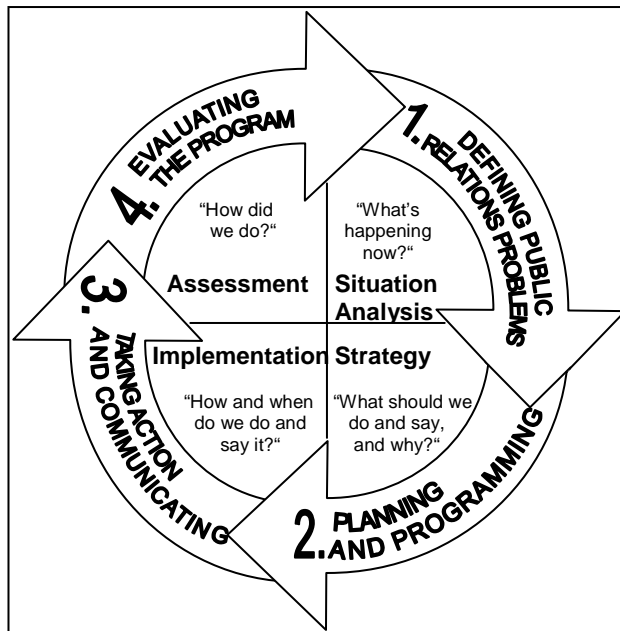 1. DEFINING PUBLIC
RELATIONS PROBLEMS
“What’s
happening
now?“
Situation
Analysis
2. PLANNING
AND PROGRAMMING
Strategy
“What should we
do and say,
and why?“
3. TAKING ACTION
AND COMMUNICATING
Implementation
“How and when
do we do and
say it?“
4. EVALUATING
THE PROGRAM
“How did
we do?“
Assessment